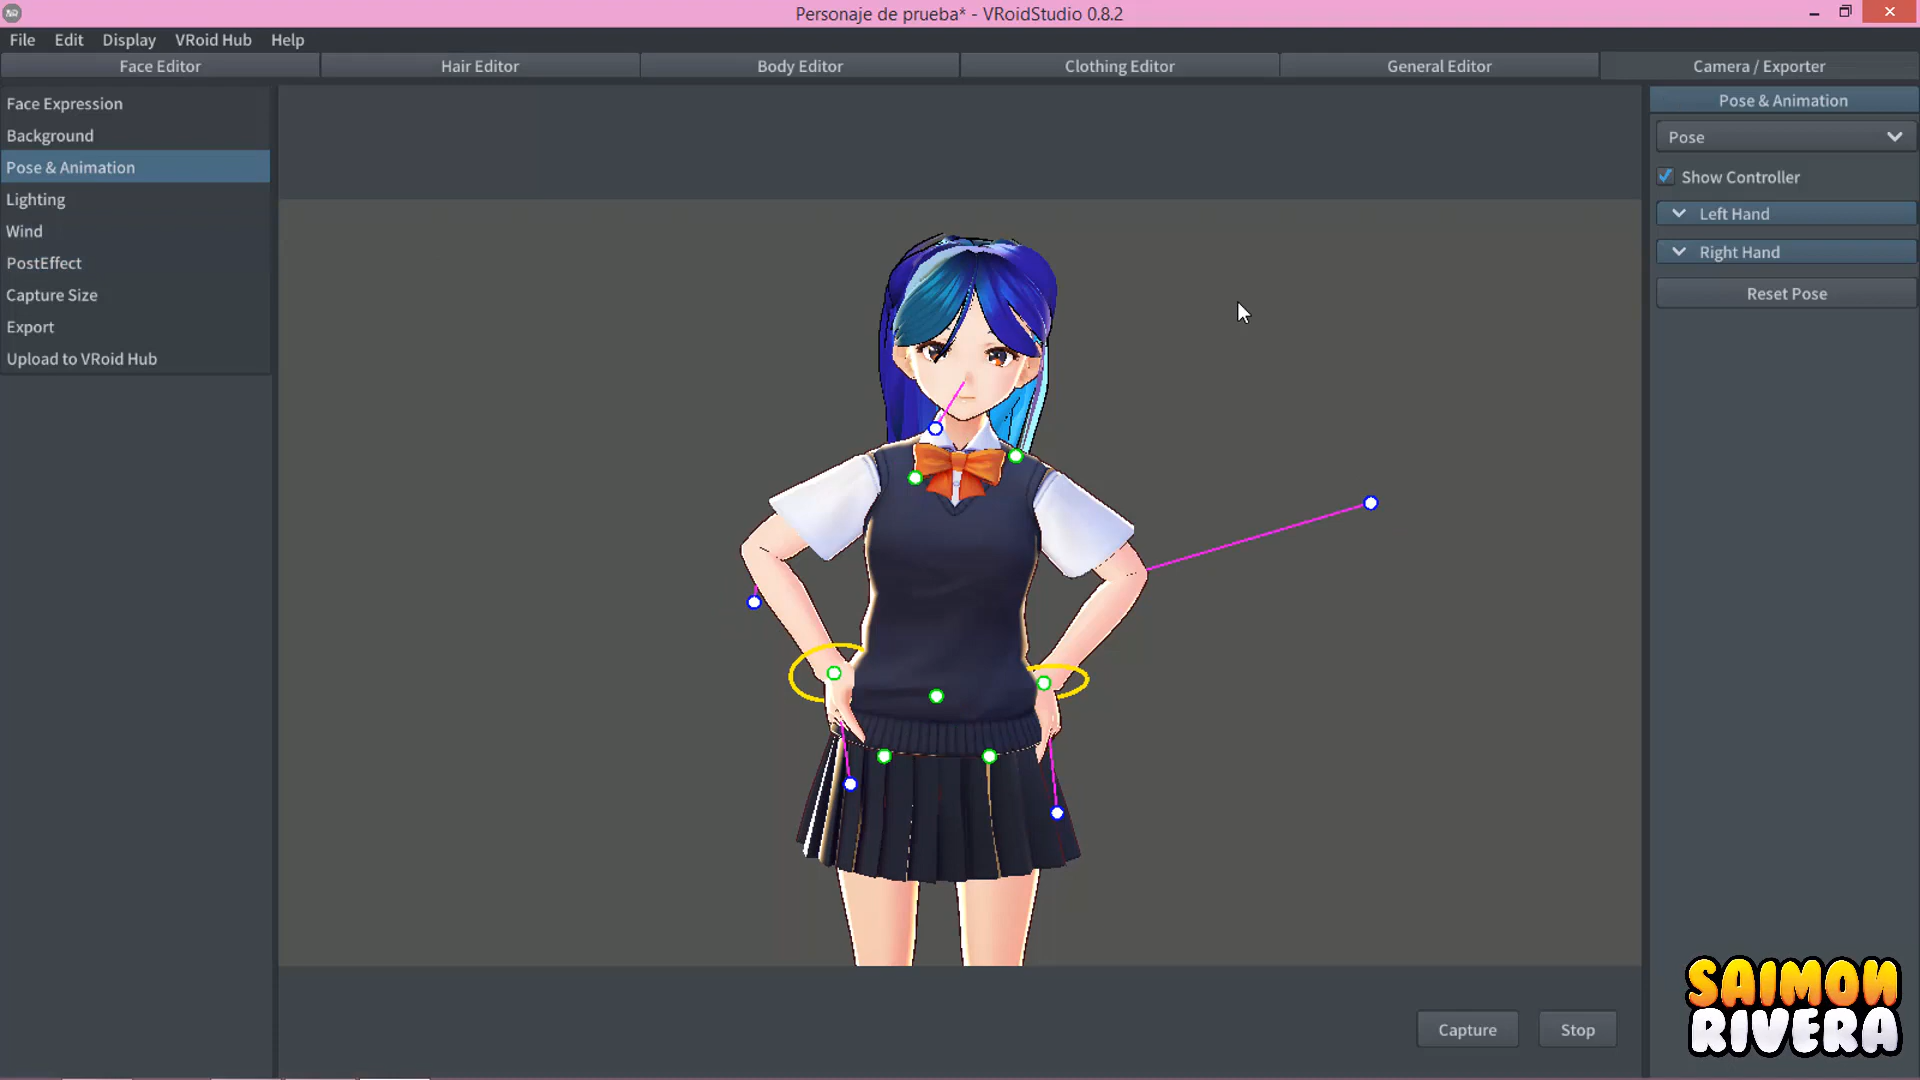 Personaje de prueba* - VRoidStudio 0.8.2
File Edit Display VRoid Hub Help
Face Editor Hair Editor Body Editor Clothing Editor General Editor Camera / Exporter
Face Expression
Background
Pose & Animation
Lighting
Wind
PostEffect
Capture Size
Export
Upload to VRoid Hub
Pose & Animation
Pose
Show Controller
Left Hand
Right Hand
Reset Pose
Capture Stop
SAIMON
RIVERA